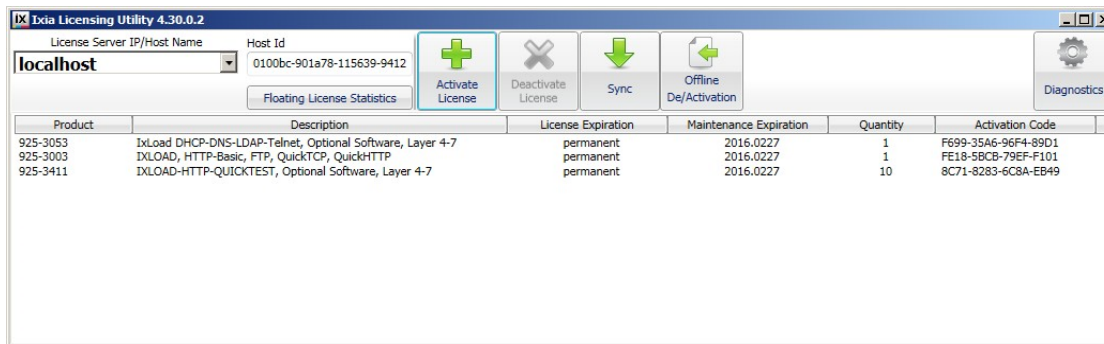 iX Ixia Licensing Utility 4.30.0.2
License Server IP/Host Name
Host Id
localhost
0100bc-901a78-115639-9412
Floating License Statistics
Activate
License
Deactivate
License
Sync
Offline
De/Activation
Diagnostics
Product Description License Expiration Maintenance Expiration Quantity Activation Code
925-3053 IxLoad DHCP-DNS-LDAP-Telnet, Optional Software, Layer 4-7 permanent 2016.0227 1 F699-35A6-96F4-89D1
925-3003 IXLOAD, HTTP-Basic, FTP, QuickTCP, QuickHTTP permanent 2016.0227 1 FE18-5BCB-79EF-F101
925-3411 IXLOAD-HTTP-QUICKTEST, Optional Software, Layer 4-7 permanent 2016.0227 10 8C71-8283-6C8A-EB49